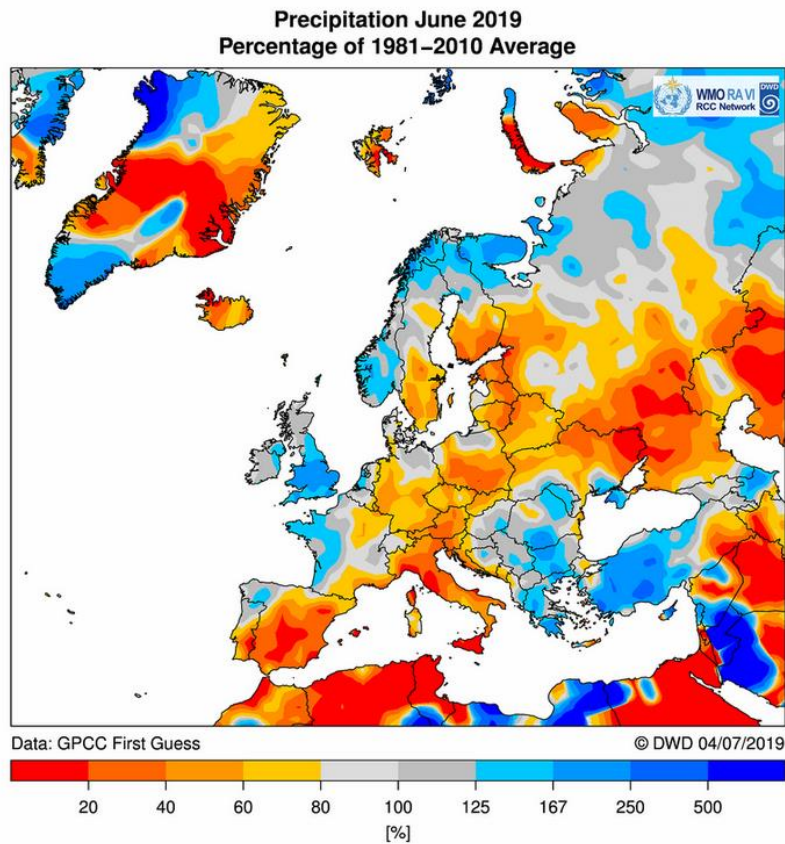 Precipitation June 2019
Percentage of 1981–2010 Average
WMO RA VI
RCC Network
DWD
Data: GPCC First Guess
© DWD 04/07/2019
20 40 60 80 100 125 167 250 500
[%]